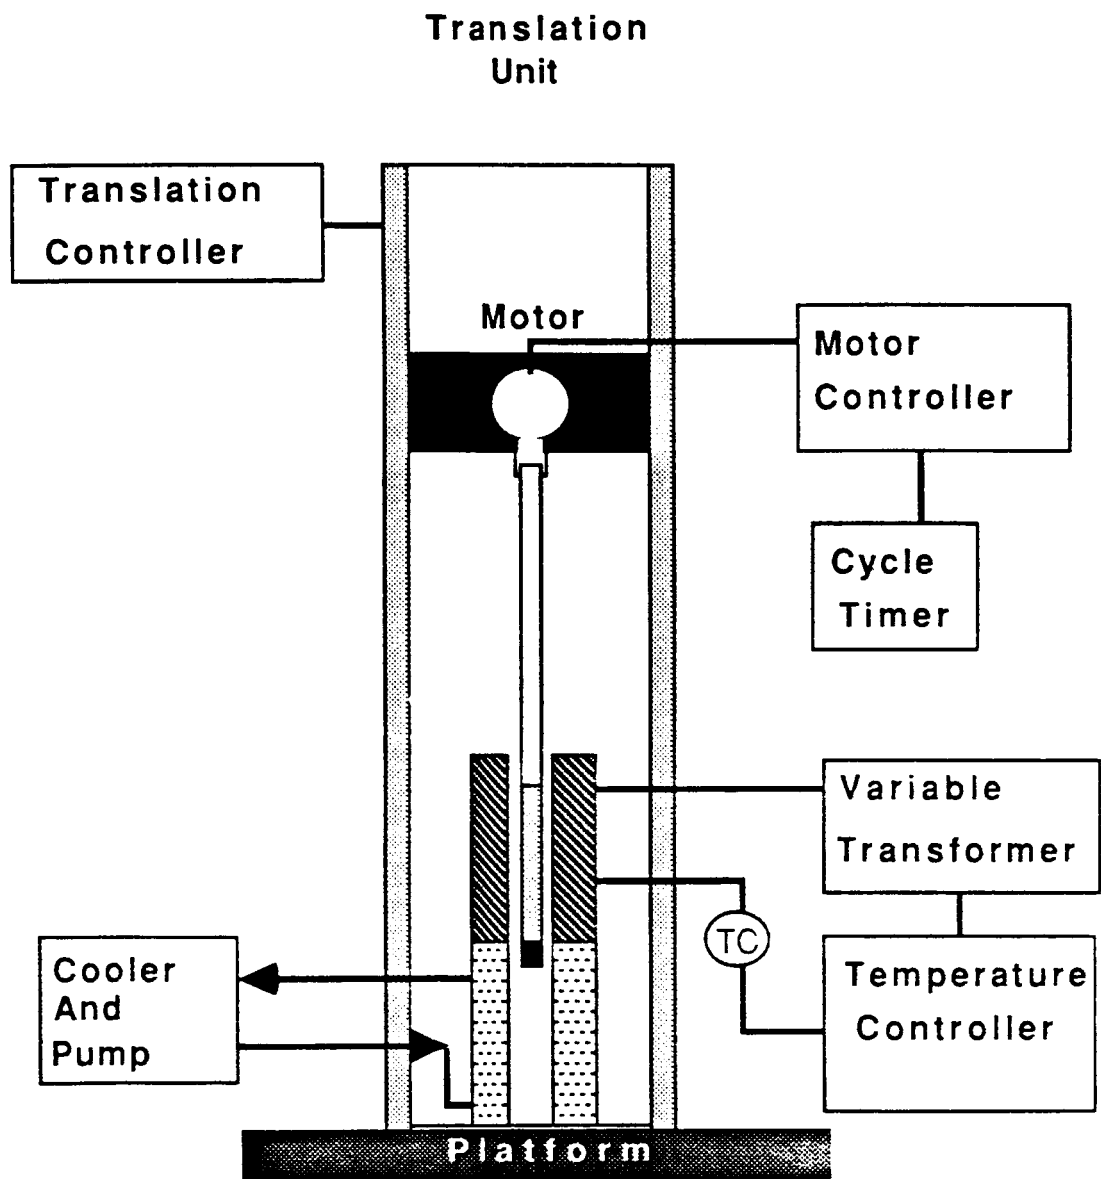 Translation
Unit
Translation
Controller
Motor
Motor
Controller
Cycle
Timer
Variable
Transformer
TC
Cooler
And
Pump
Temperature
Controller
Platform